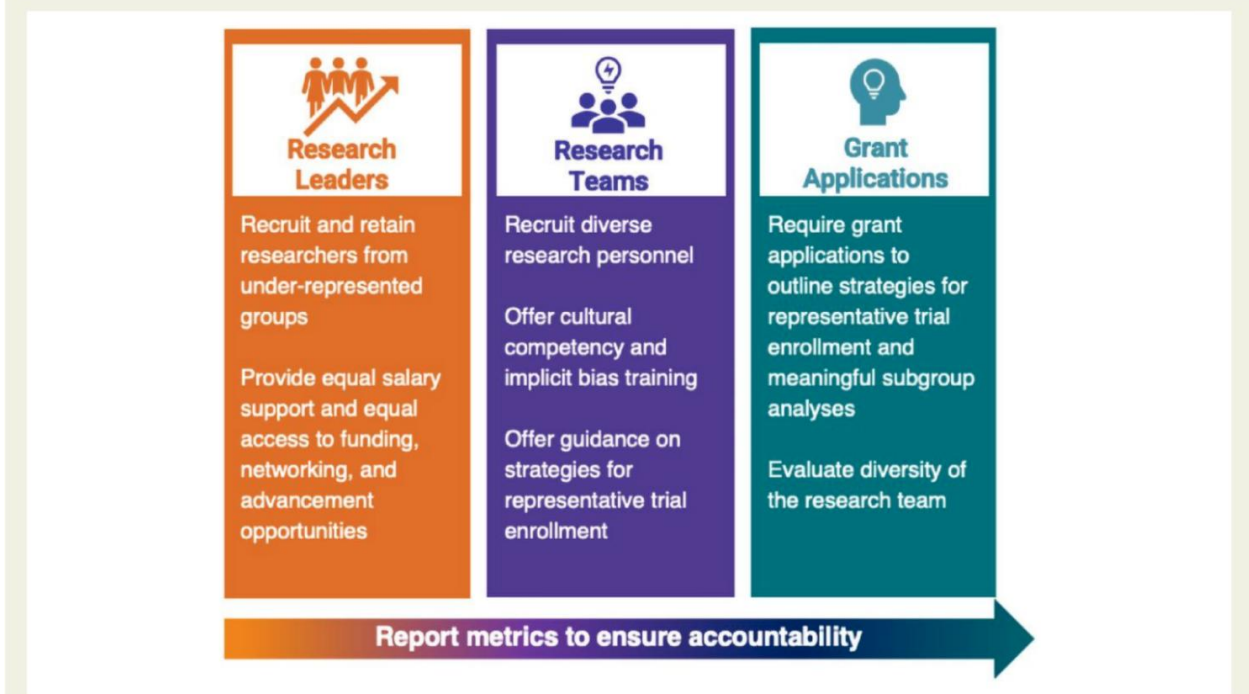 Research
Leaders
Recruit and retain
researchers from
under-represented
groups
Provide equal salary
support and equal
access to funding,
networking, and
advancement
opportunities
Research
Teams
Recruit diverse
research personnel
Offer cultural
competency and
implicit bias training
Offer guidance on
strategies for
representative trial
enrollment
Grant
Applications
Require grant
applications to
outline strategies for
representative trial
enrollment and
meaningful subgroup
analyses
Evaluate diversity of
the research team
Report metrics to ensure accountability